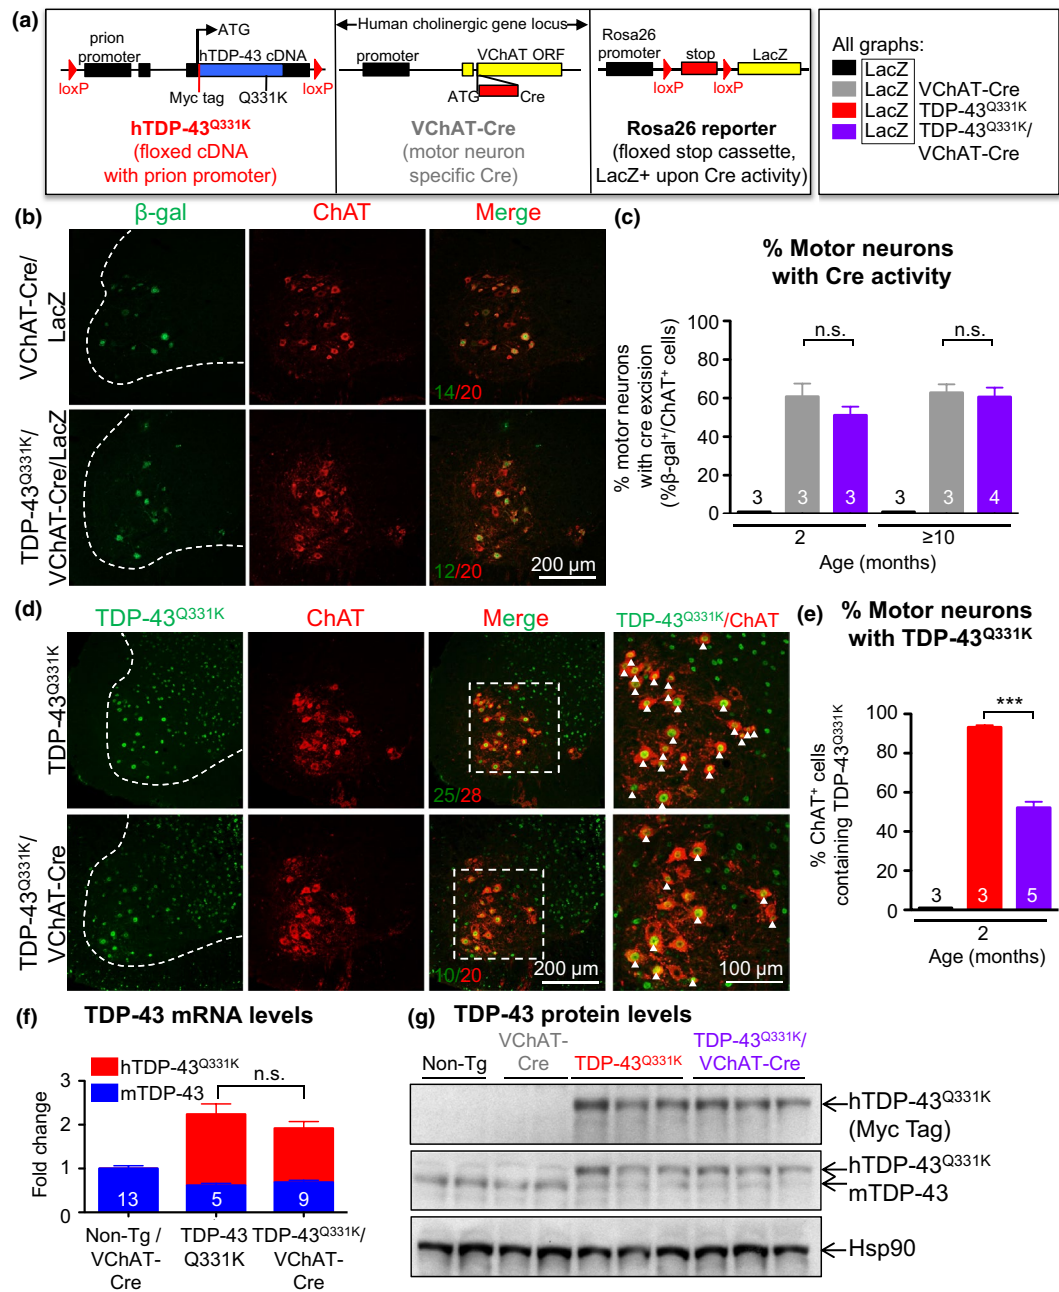 (a)
prion
promoter
ATG
hTDP-43 cDNA
loxP
Myc tag
Q331K
loxP
hTDP-43Q331K
(floxed cDNA
with prion promoter)
Human cholinergic gene locus
promoter
VChAT ORF
ATG
Cre
VChAT-Cre
(motor neuron
specific Cre)
Rosa26
promoter
stop
LacZ
loxP
loxP
Rosa26 reporter
(floxed stop cassette,
LacZ+ upon Cre activity)
All graphs:
LacZ
LacZ VChAT-Cre
LacZ TDP-43Q331K
LacZ TDP-43Q331K/
VChAT-Cre
(b)
β-gal
ChAT
Merge
VChAT-Cre/
LacZ
14/20
TDP-43Q331K/
VChAT-Cre/LacZ
12/20
200 µm
(c)
% Motor neurons
with Cre activity
% motor neurons
with cre excision
(%β-gal+/ChAT+ cells)
100
80
60
40
20
0
n.s.
n.s.
3
3
3
3
3
4
2
≥10
Age (months)
(d)
TDP-43Q331K
ChAT
Merge
TDP-43Q331K/ChAT
TDP-43Q331K
25/28
TDP-43Q331K/
VChAT-Cre
10/20
200 µm
100 µm
(e)
% Motor neurons
with TDP-43Q331K
% ChAT+ cells
containing TDP-43Q331K
100
80
60
40
20
0
***
3
3
5
2
Age (months)
(f)
TDP-43 mRNA levels
hTDP-43Q331K
mTDP-43
Fold change
3
2
1
0
n.s.
13
5
9
Non-Tg /
VChAT-
Cre
TDP-43
Q331K
TDP-43Q331K/
VChAT-
Cre
(g)
TDP-43 protein levels
Non-Tg
VChAT-
Cre
TDP-43Q331K
TDP-43Q331K/
VChAT-Cre
hTDP-43Q331K
(Myc Tag)
hTDP-43Q331K
mTDP-43
Hsp90